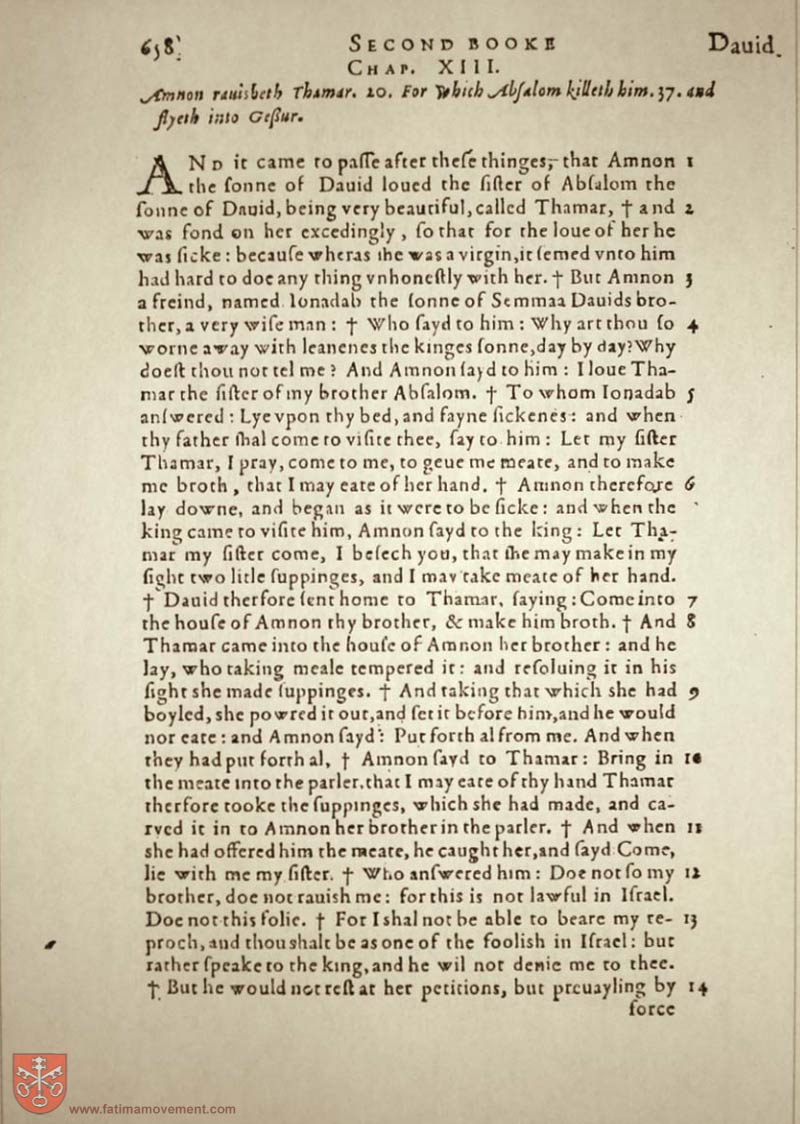 638
SECOND BOOKE
Dauid.
CHAP. XIII.
Amnon rauisheth Thamar. 20. For which Abſalom killeth him. 37. and
flyeth into Geßur.
AND it came to paſſe after theſe thinges, that Amnon 1
the ſonne of Dauid loued the ſiſter of Abſalom the
ſonne of Dauid, being very beautiful, called Thamar, † and 2
was fond on her excedingly, ſo that for the loue of her he
was ſicke: becauſe wheras she was a virgin, it ſemed vnto him
had hard to doe any thing vnhoneſtly with her. † But Amnon 3
a freind, named Ionadab the ſonne of Semmaa Dauids bro-
ther, a very wiſe man: † Who ſayd to him: Why art thou ſo 4
worne away with leanenes the kinges ſonne, day by day? Why
doeſt thou not tel me? And Amnon ſayd to him: I loue Tha-
mar the ſiſter of my brother Abſalom. † To whom Ionadab 5
anſwered: Lye vpon thy bed, and fayne ſickenes: and when
thy father ſhal come to viſite thee, ſay to him: Let my ſiſter
Thamar, I pray, come to me, to geue me meate, and to make
me broth, that I may eate of her hand. † Amnon therefore 6
lay downe, and began as it were to be ſicke: and when the
king came to viſite him, Amnon ſayd to the king: Let Tha-
mar my ſiſter come, I beſech you, that ſhe may make in my
ſight two litle ſuppinges, and I may take meate of her hand.
† Dauid therfore ſent home to Thamar, ſaying: Come into 7
the houſe of Amnon thy brother, & make him broth. † And 8
Thamar came into the houſe of Amnon her brother: and he
lay, who taking meale tempered it: and reſoluing it in his
ſight she made ſuppinges. † And taking that which she had 9
boyled, she powred it out, and ſet it before him, and he would
not eate: and Amnon ſayd: Put forth al from me. And when
they had put forth al, † Amnon ſayd to Thamar: Bring in 10
the meate into the parler, that I may eate of thy hand Thamar
therfore tooke the ſuppinges, which she had made, and ca-
rved it in to Amnon her brother in the parler. † And when 11
she had offered him the meate, he caught her, and ſayd Come,
lie with me my ſiſter. † Who anſwered him: Doe not ſo my 12
brother, doe not rauish me: for this is not lawful in Iſrael.
Doe not this folie. † For I shal not be able to beare my re- 13
proch, and thou shalt be as one of the foolish in Iſrael: but
rather ſpeake to the king, and he wil not denie me to thee.
† But he would not reſt at her petitions, but preuayling by 14
force
www.fatimamovement.com